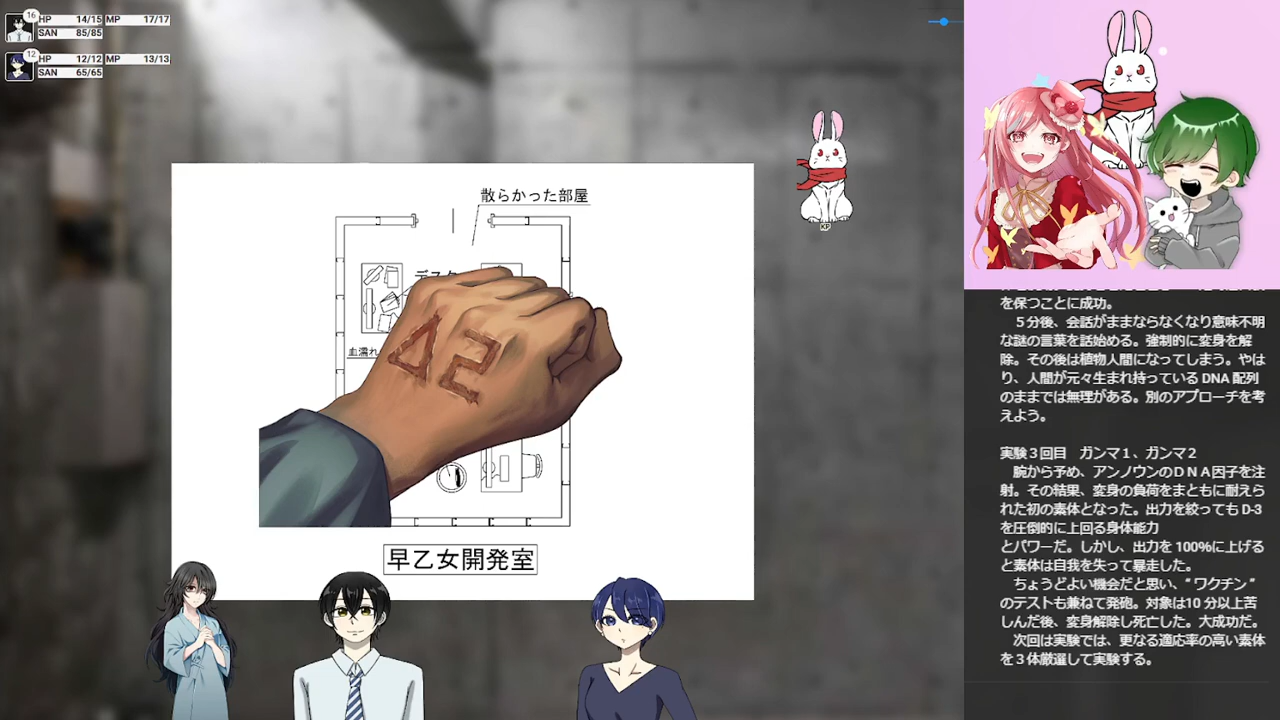 16
HP 14/15 MP 17/17
SAN 85/85
12
HP 12/12 MP 13/13
SAN 65/65
散らかった部屋
デスク
血濡れ
Δ2
早乙女開発室
KP
を保つことに成功。
５分後、会話がままならなくなり意味不明
な謎の言葉を話始める。強制的に変身を解
除。その後は植物人間になってしまう。やは
り、人間が元々生まれ持っている DNA 配列
のままでは無理がある。別のアプローチを考
えよう。
実験３回目　ガンマ１、ガンマ２
腕から予め、アンノウンのＤＮＡ因子を注
射。その結果、変身の負荷をまともに耐えら
れた初の素体となった。出力を絞っても D-3
を圧倒的に上回る身体能力
とパワーだ。しかし、出力を 100%に上げる
と素体は自我を失って暴走した。
ちょうどよい機会だと思い、“ ワクチン ”
のテストも兼ねて発砲。対象は10 分以上苦
しんだ後、変身解除し死亡した。大成功だ。
次回は実験では、更なる適応率の高い素体
を３体厳選して実験する。